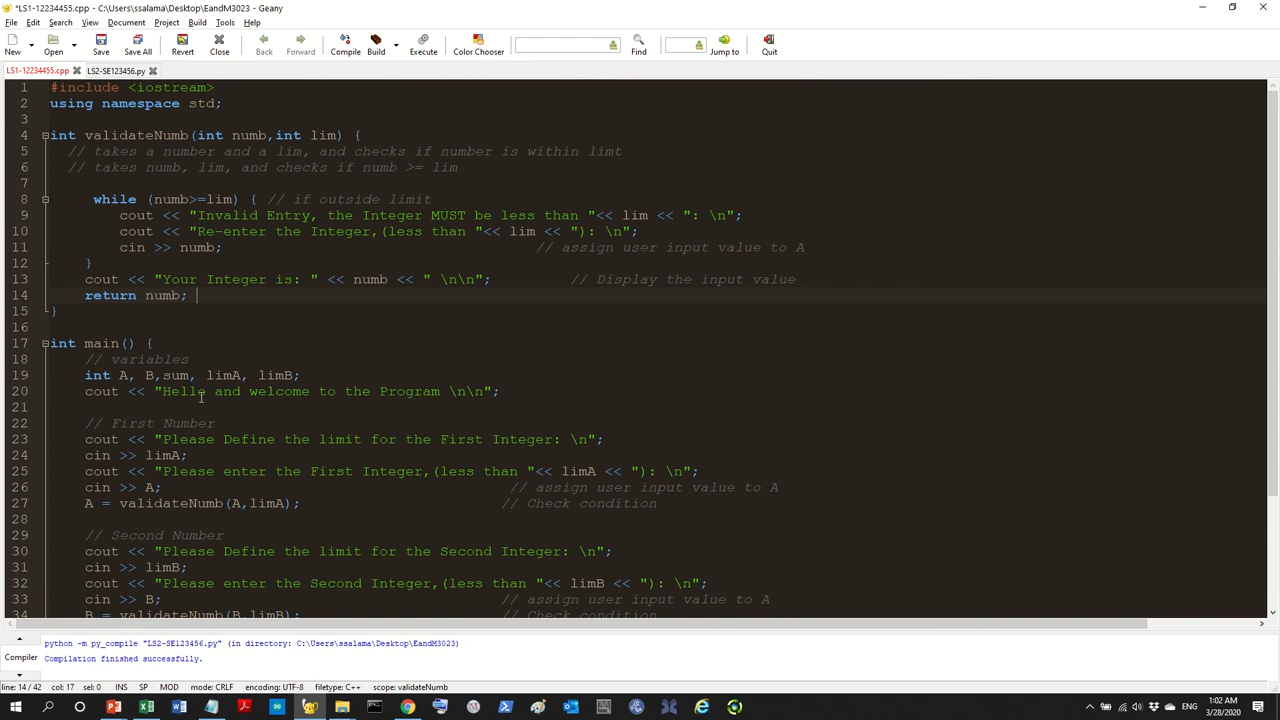 *LS1-12234455.cpp - C:\Users\ssalama\Desktop\EandM3023 - Geany
File Edit Search View Document Project Build Tools Help
New Open Save Save All Revert Close Back Forward Compile Build Execute Color Chooser Find Jump to Quit
LS1-12234455.cpp LS2-SE123456.py
1 #include <iostream>
2 using namespace std;
3
4 int validateNumb(int numb,int lim) {
5 // takes a number and a lim, and checks if number is within limt
6 // takes numb, lim, and checks if numb >= lim
7
8 while (numb>=lim) { // if outside limit
9 cout << "Invalid Entry, the Integer MUST be less than "<< lim << ": \n";
10 cout << "Re-enter the Integer,(less than "<< lim << "): \n";
11 cin >> numb; // assign user input value to A
12 }
13 cout << "Your Integer is: " << numb << " \n\n"; // Display the input value
14 return numb;
15 }
16
17 int main() {
18 // variables
19 int A, B,sum, limA, limB;
20 cout << "Hello and welcome to the Program \n\n";
21
22 // First Number
23 cout << "Please Define the limit for the First Integer: \n";
24 cin >> limA;
25 cout << "Please enter the First Integer,(less than "<< limA << "): \n";
26 cin >> A; // assign user input value to A
27 A = validateNumb(A,limA); // Check condition
28
29 // Second Number
30 cout << "Please Define the limit for the Second Integer: \n";
31 cin >> limB;
32 cout << "Please enter the Second Integer,(less than "<< limB << "): \n";
33 cin >> B; // assign user input value to A
34 B = validateNumb(B,limB); // Check condition
python -m py_compile "LS2-SE123456.py" (in directory: C:\Users\ssalama\Desktop\EandM3023)
Compiler Compilation finished successfully.
line: 14 / 42 col: 17 sel: 0 INS SP MOD mode: CRLF encoding: UTF-8 filetype: C++ scope: validateNumb
1:02 AM
3/28/2020